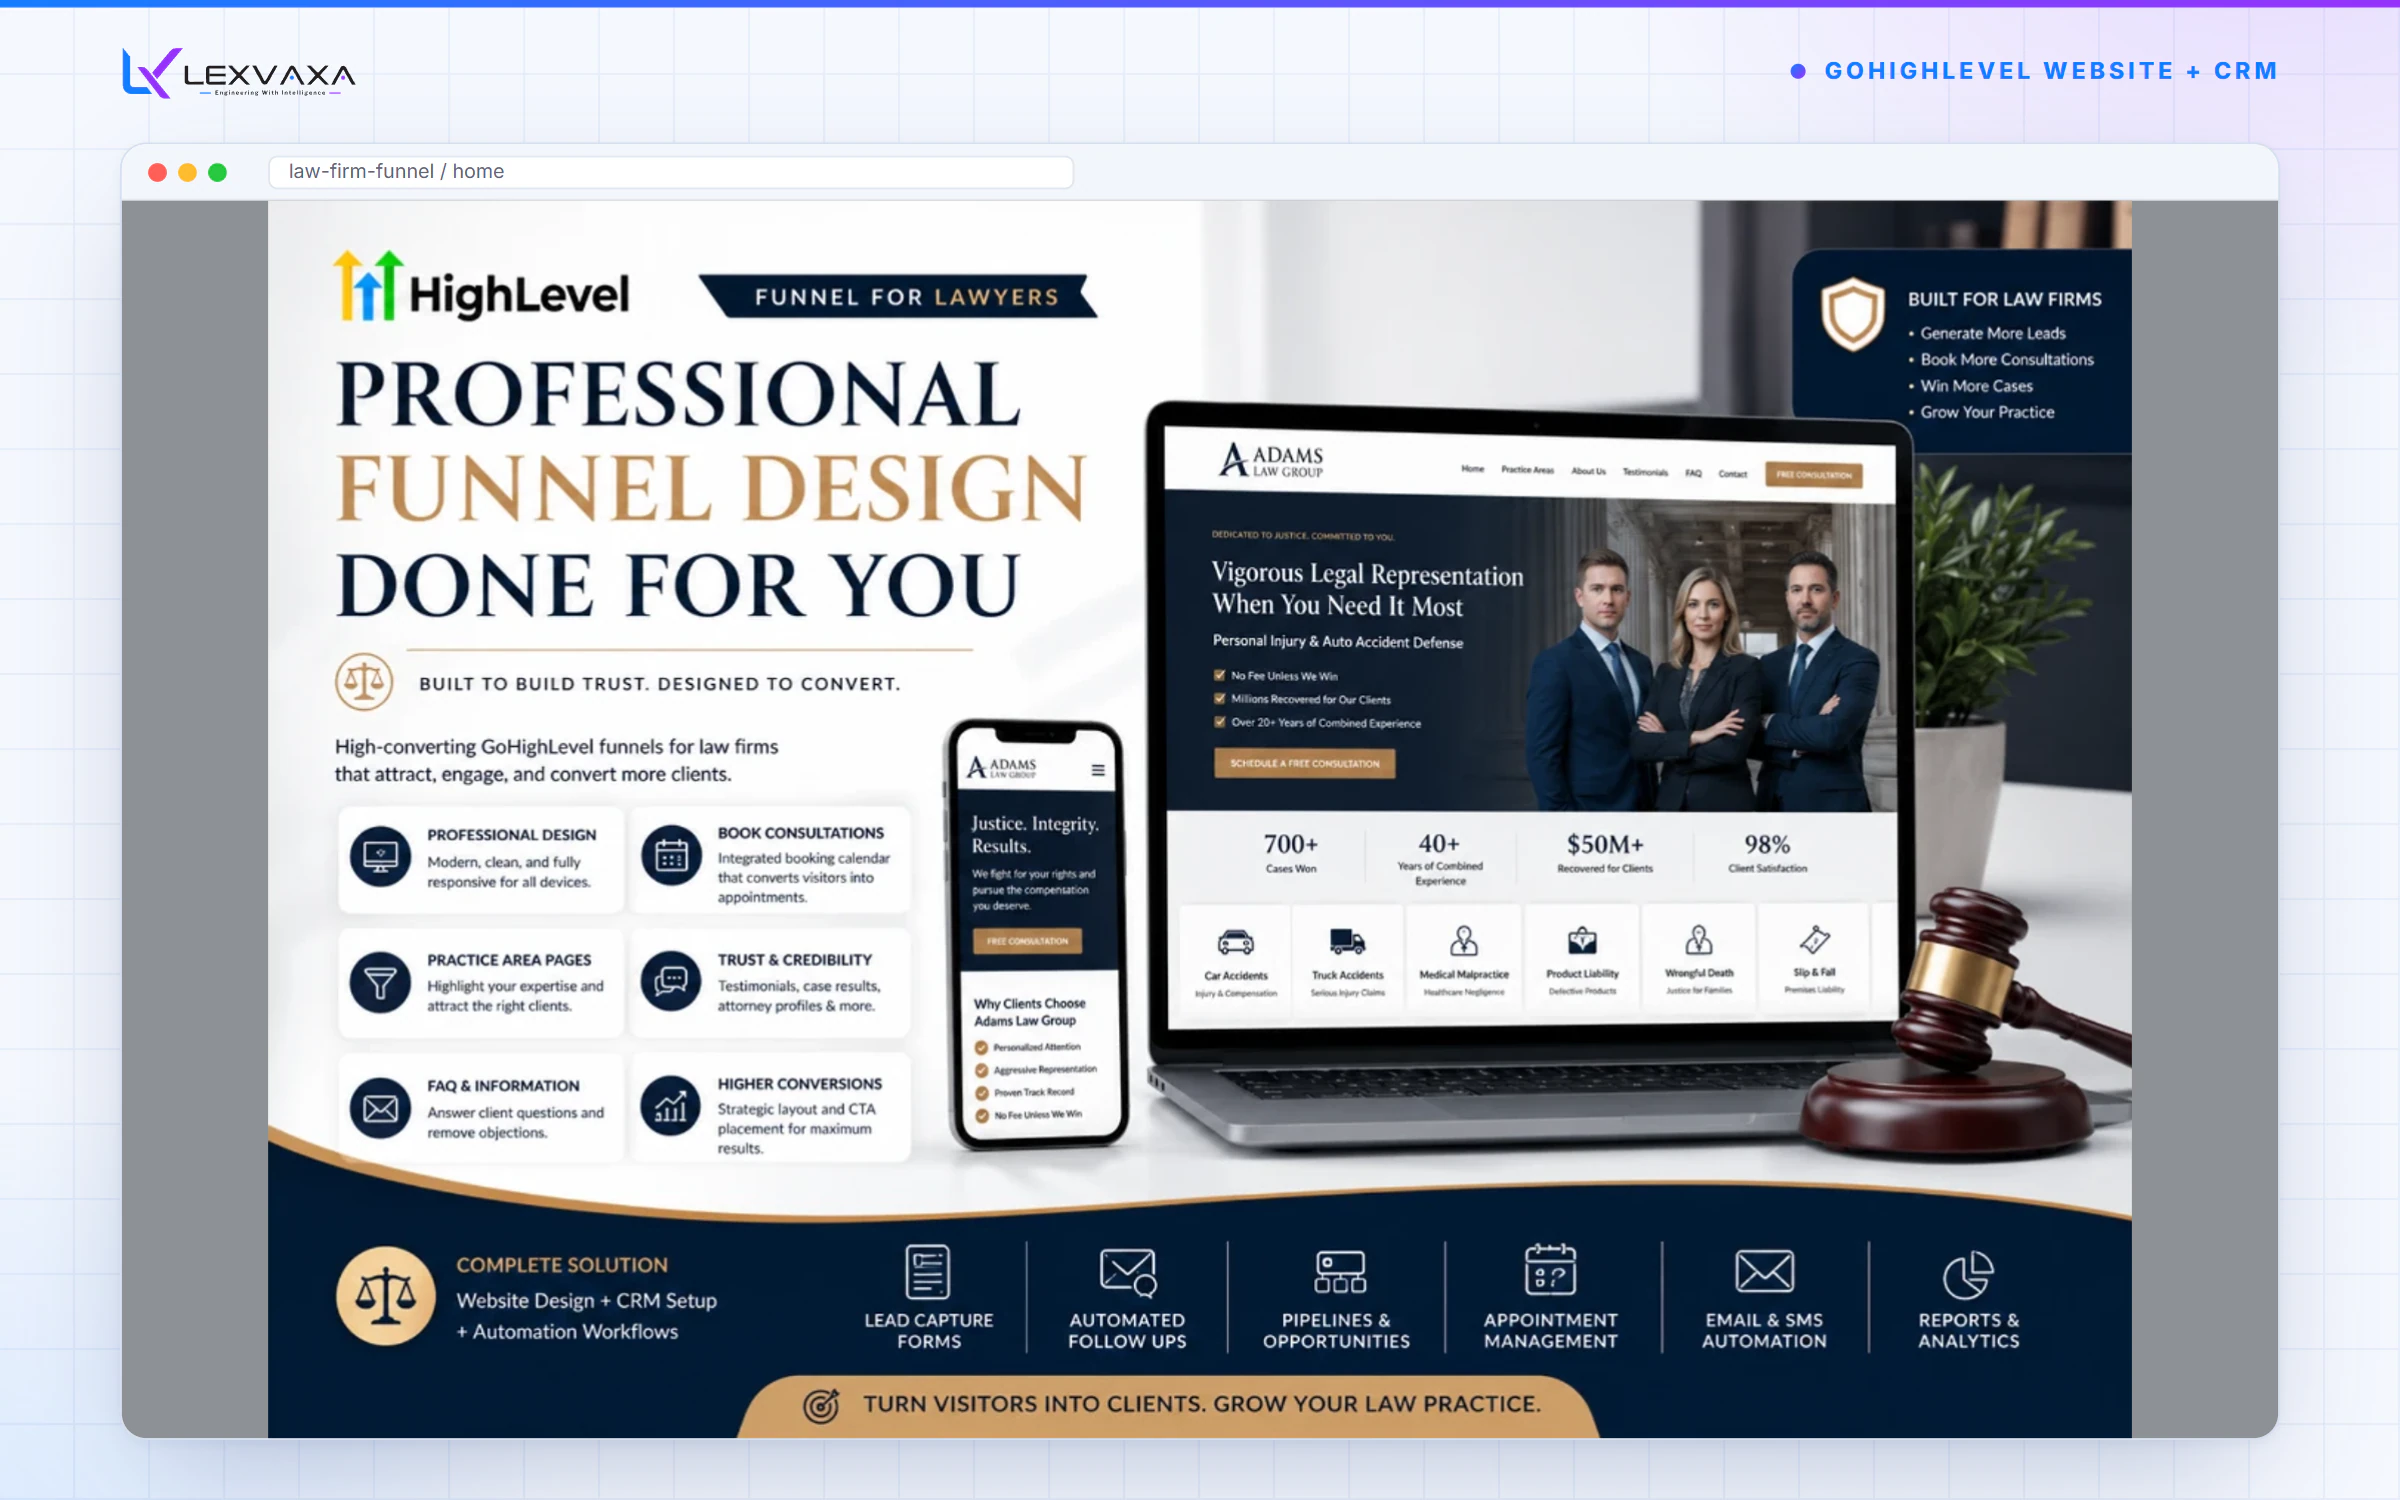 LEXVAXA
Engineering With Intelligence
GOHIGHLEVEL WEBSITE + CRM
law-firm-funnel / home
HighLevel
FUNNEL FOR LAWYERS
PROFESSIONAL
FUNNEL DESIGN
DONE FOR YOU
BUILT TO BUILD TRUST. DESIGNED TO CONVERT.
High-converting GoHighLevel funnels for law firms
that attract, engage, and convert more clients.
PROFESSIONAL DESIGN
Modern, clean, and fully
responsive for all devices.
BOOK CONSULTATIONS
Integrated booking calendar
that converts visitors into
appointments.
PRACTICE AREA PAGES
Highlight your expertise and
attract the right clients.
TRUST & CREDIBILITY
Testimonials, case results,
attorney profiles & more.
FAQ & INFORMATION
Answer client questions and
remove objections.
HIGHER CONVERSIONS
Strategic layout and CTA
placement for maximum
results.
BUILT FOR LAW FIRMS
• Generate More Leads
• Book More Consultations
• Win More Cases
• Grow Your Practice
ADAMS
LAW GROUP
Home Practice Areas About Us Testimonials FAQ Contact FREE CONSULTATION
DEDICATED TO JUSTICE. COMMITTED TO YOU.
Vigorous Legal Representation
When You Need It Most
Personal Injury & Auto Accident Defense
No Fee Unless We Win
Millions Recovered for Our Clients
Over 20+ Years of Combined Experience
SCHEDULE A FREE CONSULTATION
700+
Cases Won
40+
Years of Combined
Experience
$50M+
Recovered for Clients
98%
Client Satisfaction
Car Accidents
Injury & Compensation
Truck Accidents
Serious Injury Claims
Medical Malpractice
Healthcare Negligence
Product Liability
Defective Products
Wrongful Death
Justice for Families
Slip & Fall
Premises Liability
ADAMS
LAW GROUP
Justice. Integrity.
Results.
We fight for your rights and
pursue the compensation
you deserve.
FREE CONSULTATION
Why Clients Choose
Adams Law Group
Personalized Attention
Aggressive Representation
Proven Track Record
No Fee Unless We Win
COMPLETE SOLUTION
Website Design + CRM Setup
+ Automation Workflows
LEAD CAPTURE
FORMS
AUTOMATED
FOLLOW UPS
PIPELINES &
OPPORTUNITIES
APPOINTMENT
MANAGEMENT
EMAIL & SMS
AUTOMATION
REPORTS &
ANALYTICS
TURN VISITORS INTO CLIENTS. GROW YOUR LAW PRACTICE.